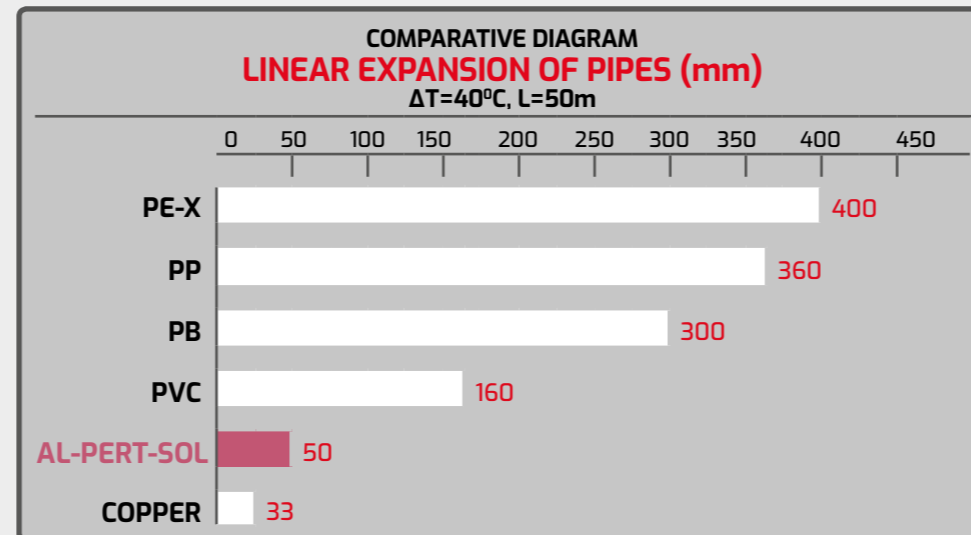 COMPARATIVE DIAGRAM
LINEAR EXPANSION OF PIPES (mm)
ΔT=40⁰C, L=50m
0 50 100 150 200 250 300 350 400 450
PE-X 400
PP 360
PB 300
PVC 160
AL-PERT-SOL 50
COPPER 33